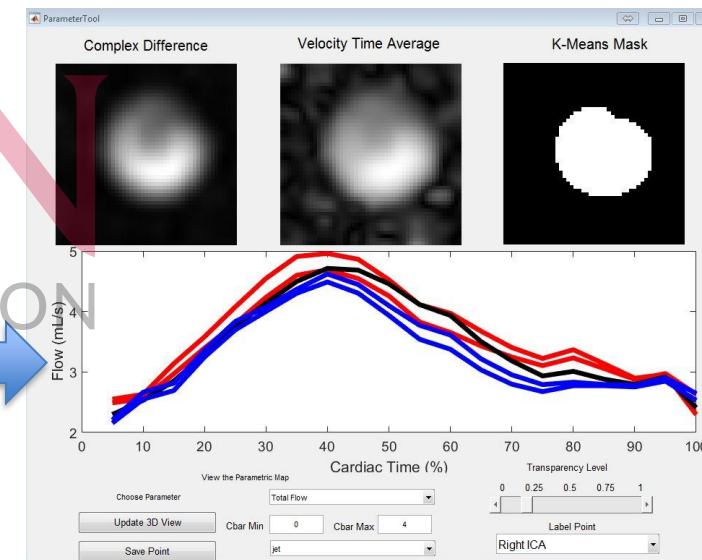 ParameterTool
Complex Difference
Velocity Time Average
K-Means Mask
N
ON
Flow (mL/s)
5
4
3
2
0 10 20 30 40 50 60 70 80 90 100
Cardiac Time (%)
View the Parametric Map
Transparency Level
Choose Parameter
Total Flow
0 0.25 0.5 0.75 1
Update 3D View
Cbar Min
0
Cbar Max
4
Label Point
Save Point
jet
Right ICA